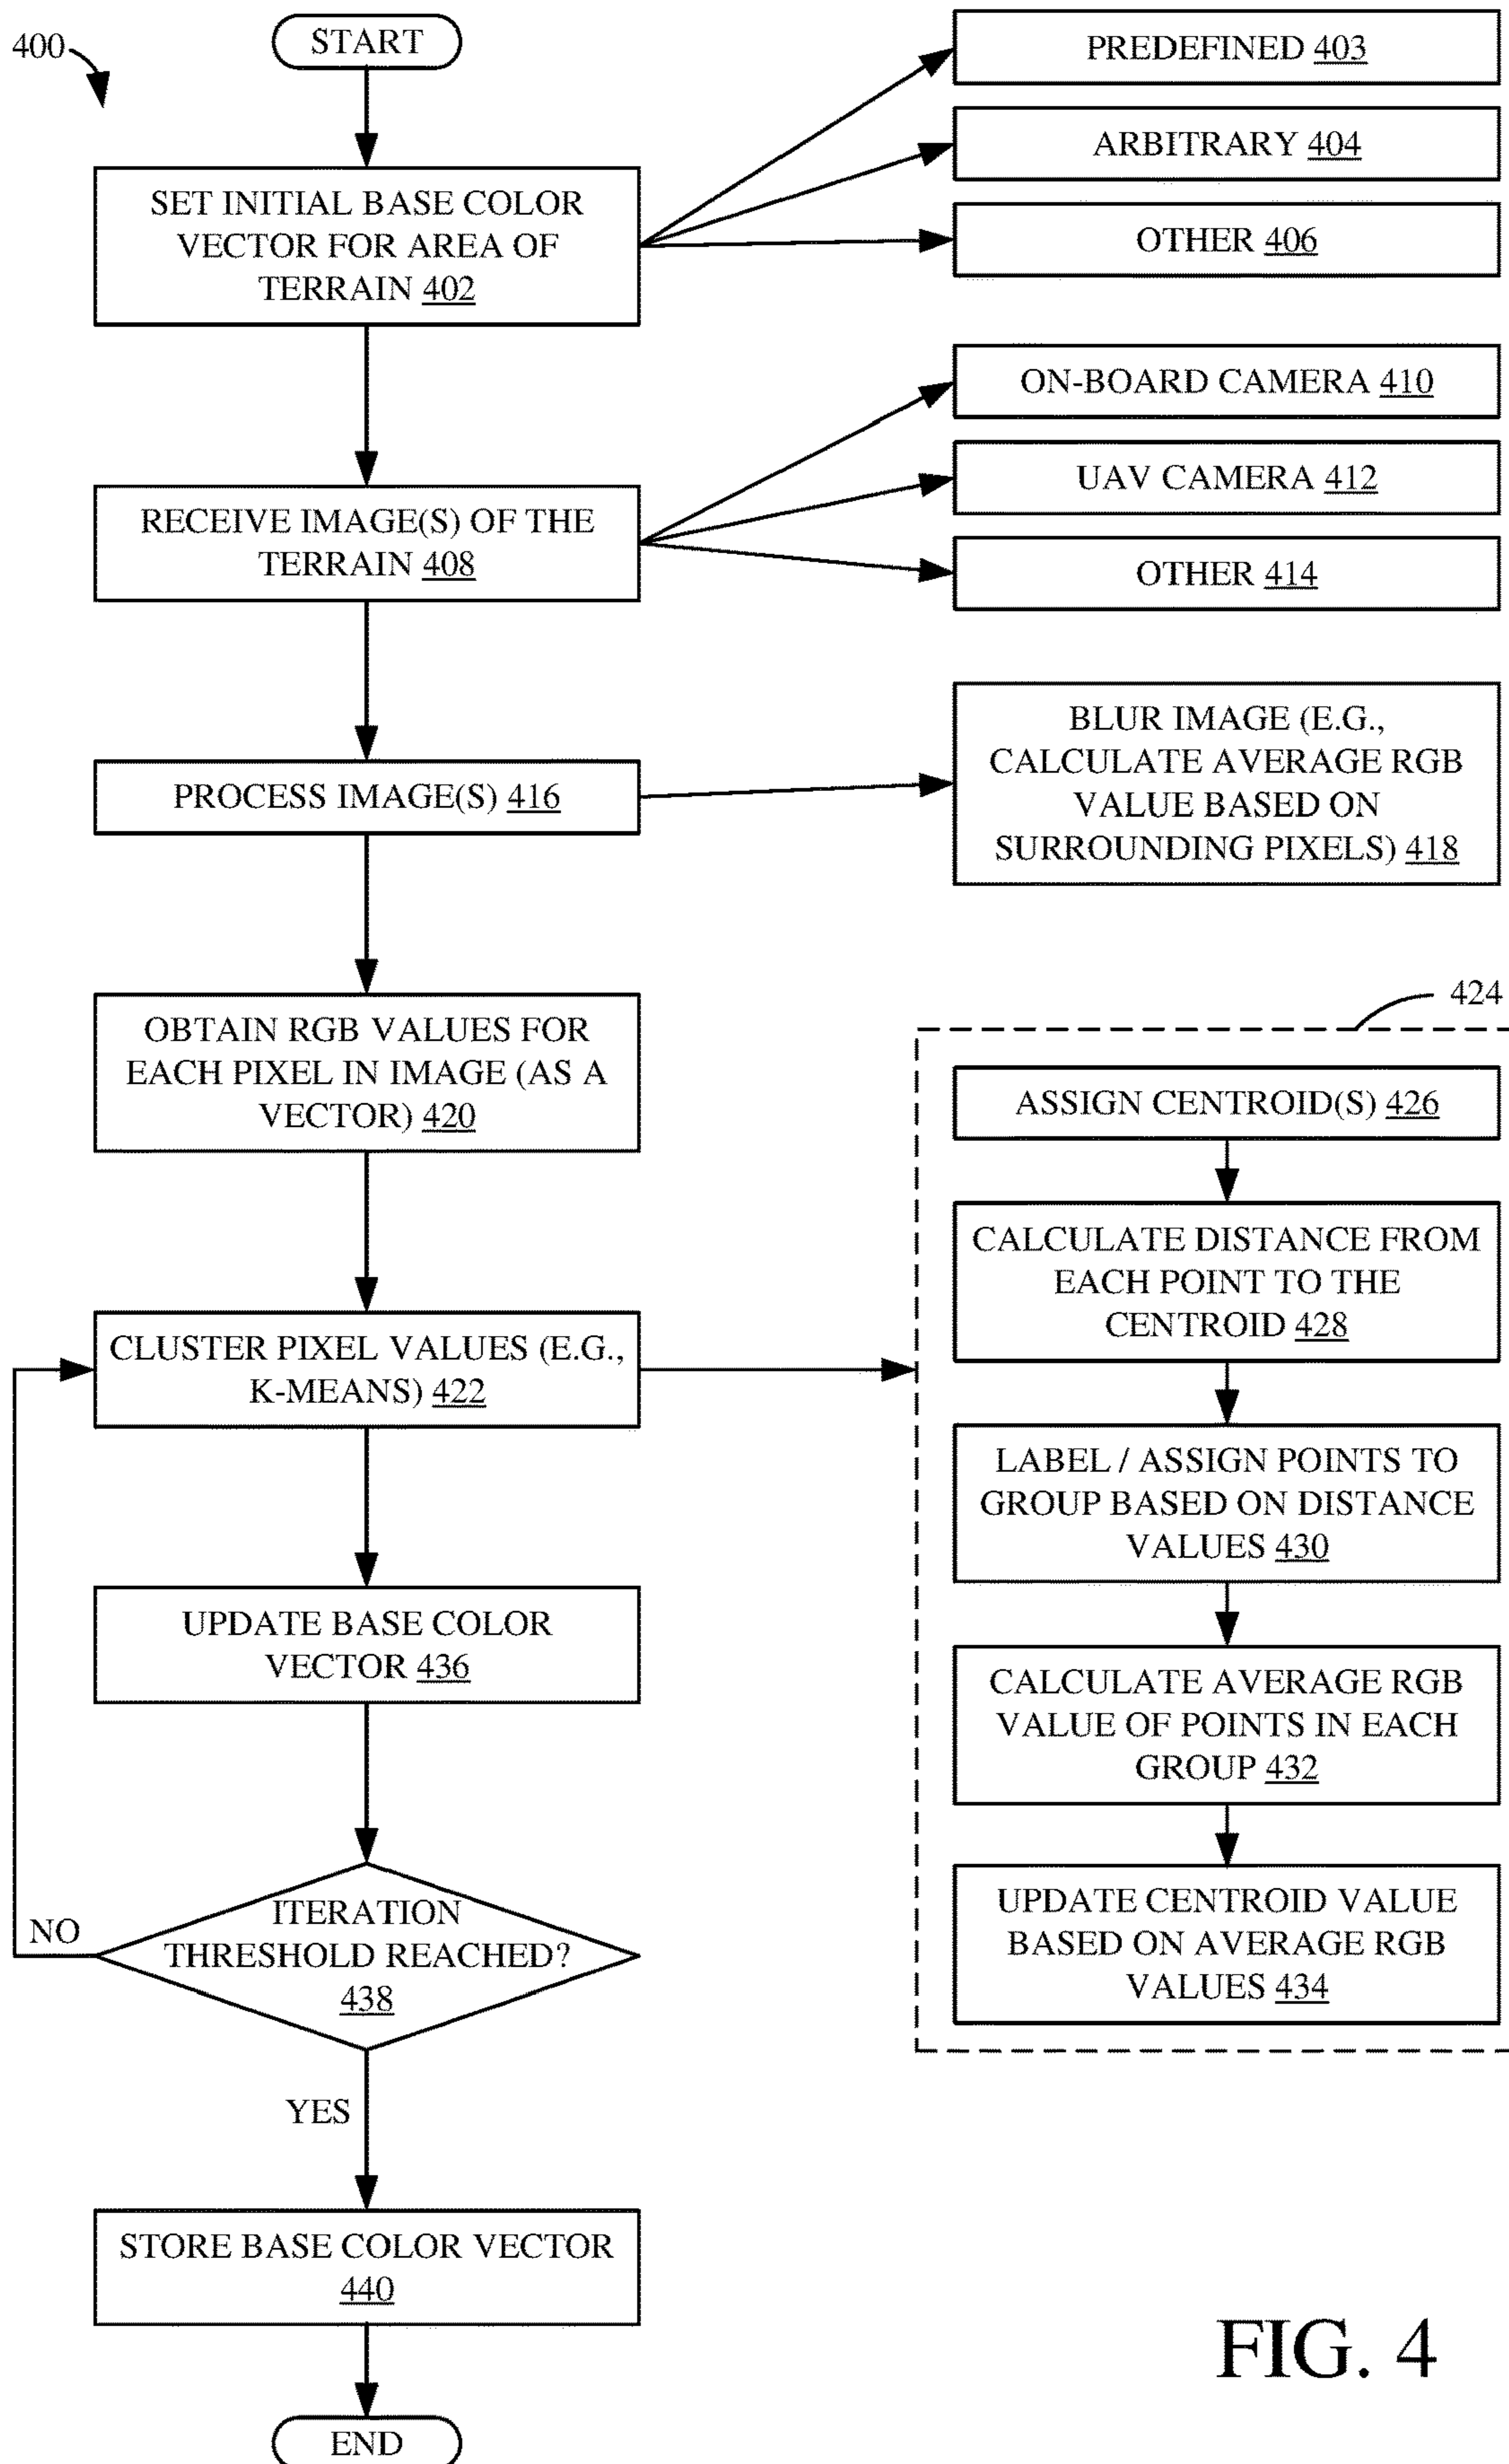 400
START
SET INITIAL BASE COLOR
VECTOR FOR AREA OF
TERRAIN 402
PREDEFINED 403
ARBITRARY 404
OTHER 406
RECEIVE IMAGE(S) OF THE
TERRAIN 408
ON-BOARD CAMERA 410
UAV CAMERA 412
OTHER 414
PROCESS IMAGE(S) 416
BLUR IMAGE (E.G.,
CALCULATE AVERAGE RGB
VALUE BASED ON
SURROUNDING PIXELS) 418
OBTAIN RGB VALUES FOR
EACH PIXEL IN IMAGE (AS A
VECTOR) 420
CLUSTER PIXEL VALUES (E.G.,
K-MEANS) 422
424
ASSIGN CENTROID(S) 426
CALCULATE DISTANCE FROM
EACH POINT TO THE
CENTROID 428
LABEL / ASSIGN POINTS TO
GROUP BASED ON DISTANCE
VALUES 430
CALCULATE AVERAGE RGB
VALUE OF POINTS IN EACH
GROUP 432
UPDATE CENTROID VALUE
BASED ON AVERAGE RGB
VALUES 434
UPDATE BASE COLOR
VECTOR 436
ITERATION
THRESHOLD REACHED?
438
NO
YES
STORE BASE COLOR VECTOR
440
END
FIG. 4